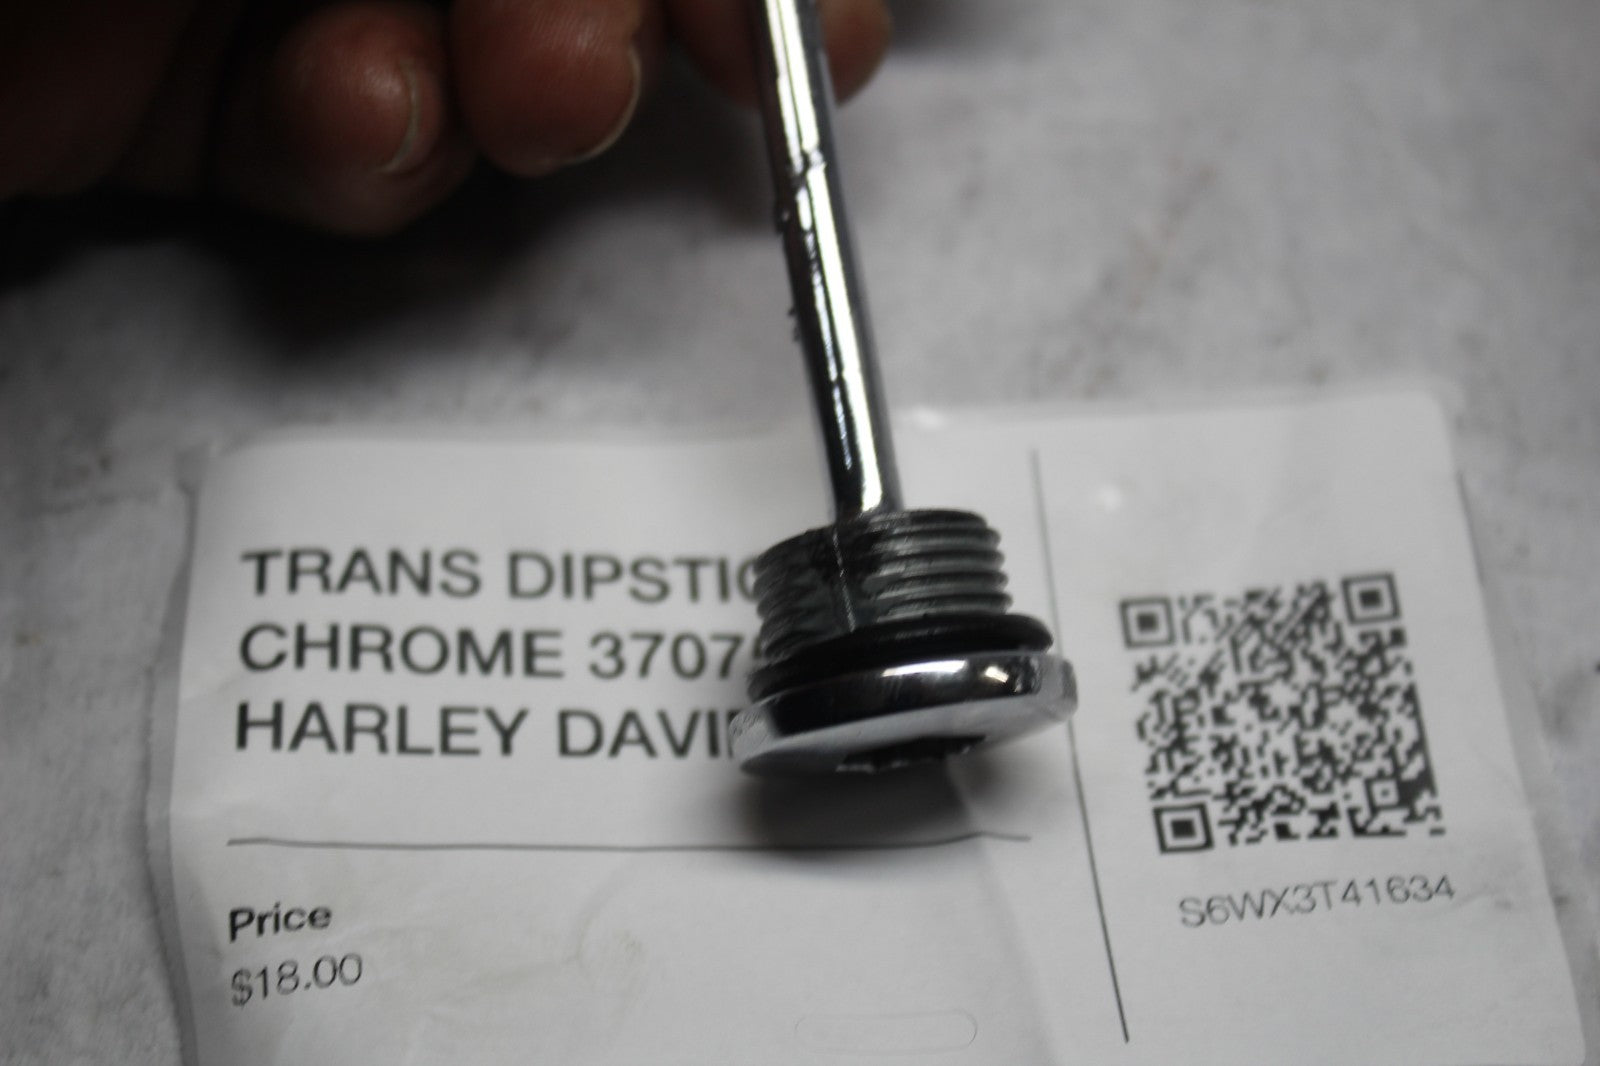 TRANS DIPSTIC
CHROME 3707
HARLEY DAVI
Price
$18.00
S6WX3T41634